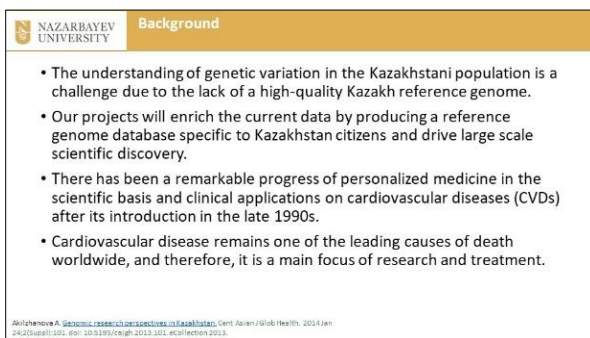 NAZARBAYEV
UNIVERSITY
Background
• The understanding of genetic variation in the Kazakhstani population is a
challenge due to the lack of a high-quality Kazakh reference genome.
• Our projects will enrich the current data by producing a reference
genome database specific to Kazakhstan citizens and drive large scale
scientific discovery.
• There has been a remarkable progress of personalized medicine in the
scientific basis and clinical applications on cardiovascular diseases (CVDs)
after its introduction in the late 1990s.
• Cardiovascular disease remains one of the leading causes of death
worldwide, and therefore, it is a main focus of research and treatment.
Akilzhanova A. Genomic research perspectives in Kazakhstan. Cent Asian J Glob Health. 2014 Jan
24;2(Suppl):101. doi: 10.5195/cajgh.2013.101. eCollection 2013.